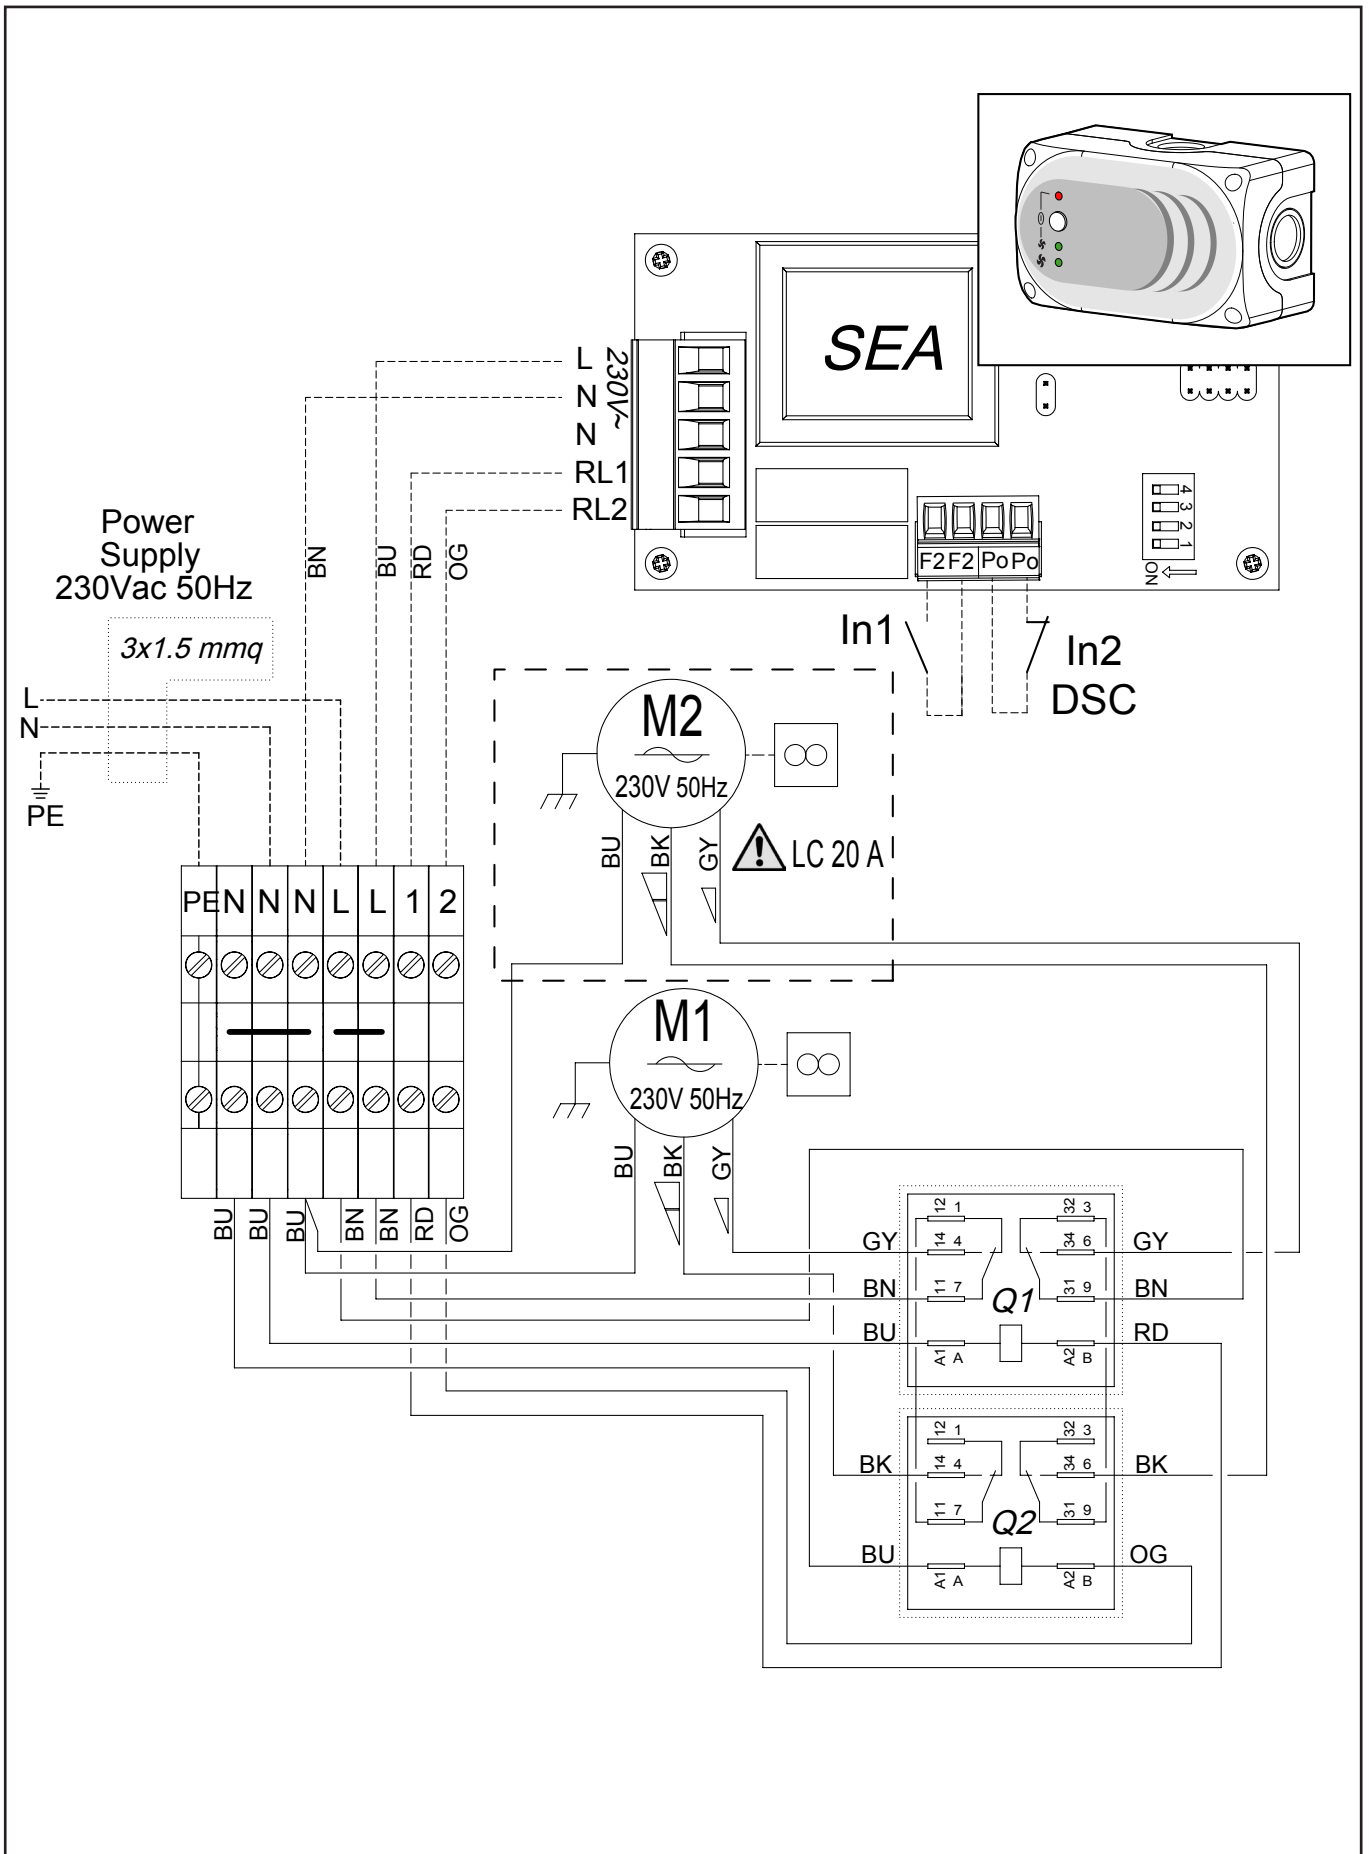 SEA
L
230V~
N
N
RL1
RL2
4
3
2
1
ON
F2 F2 Po Po
Power
Supply
230Vac 50Hz
BN
BU
RD
OG
3x1.5 mmq
L
N
PE
In1
In2
DSC
M2
230V 50Hz
BU
BK
GY
LC 20 A
PE N N N L L 1 2
M1
230V 50Hz
BU
BK
GY
BU
BU
BU
BN
BN
RD
OG
12 1
32 3
GY
14 4
34 6
GY
BN
11 7
Q1
31 9
BN
BU
A1 A
A2 B
RD
12 1
32 3
BK
14 4
34 6
BK
11 7
Q2
31 9
BU
A1 A
A2 B
OG